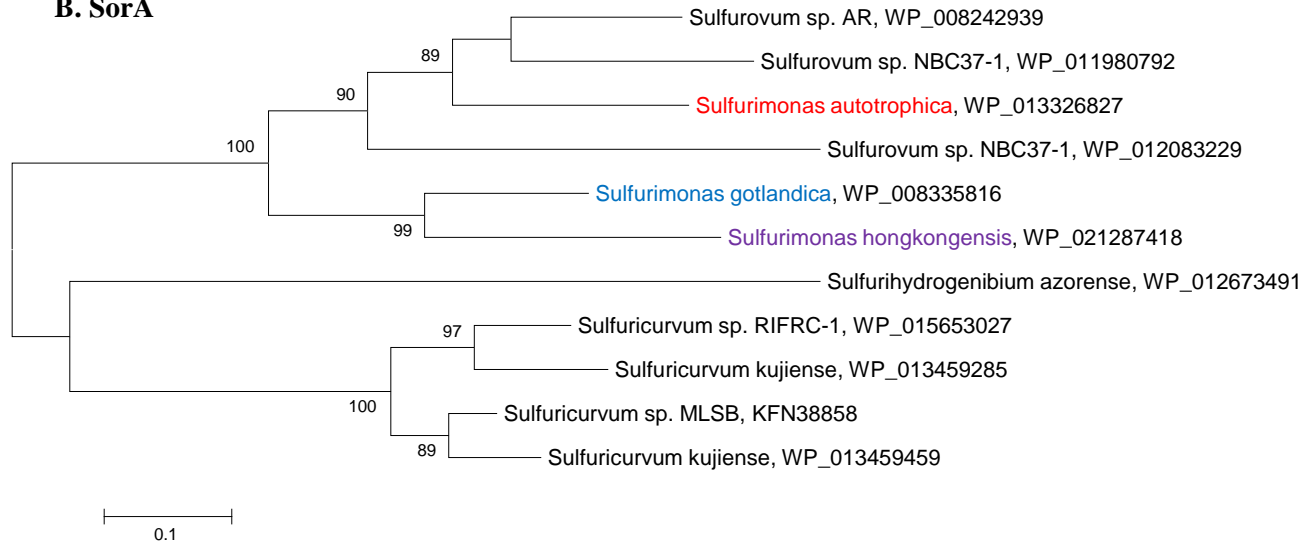 B. SorA
Sulfurovum sp. AR, WP_008242939
89
Sulfurovum sp. NBC37-1, WP_011980792
90
Sulfurimonas autotrophica, WP_013326827
100
Sulfurovum sp. NBC37-1, WP_012083229
Sulfurimonas gotlandica, WP_008335816
99
Sulfurimonas hongkongensis, WP_021287418
Sulfurihydrogenibium azorense, WP_012673491
97
Sulfuricurvum sp. RIFRC-1, WP_015653027
Sulfuricurvum kujiense, WP_013459285
100
Sulfuricurvum sp. MLSB, KFN38858
89
Sulfuricurvum kujiense, WP_013459459
0.1